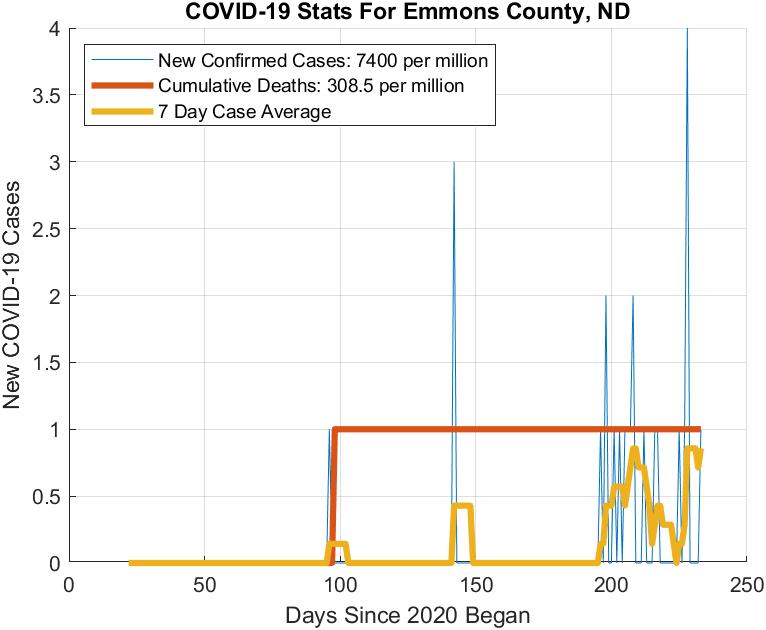 COVID-19 Stats For Emmons County, ND
New Confirmed Cases: 7400 per million
Cumulative Deaths: 308.5 per million
7 Day Case Average
New COVID-19 Cases
4
3.5
3
2.5
2
1.5
1
0.5
0
0 50 100 150 200 250
Days Since 2020 Began